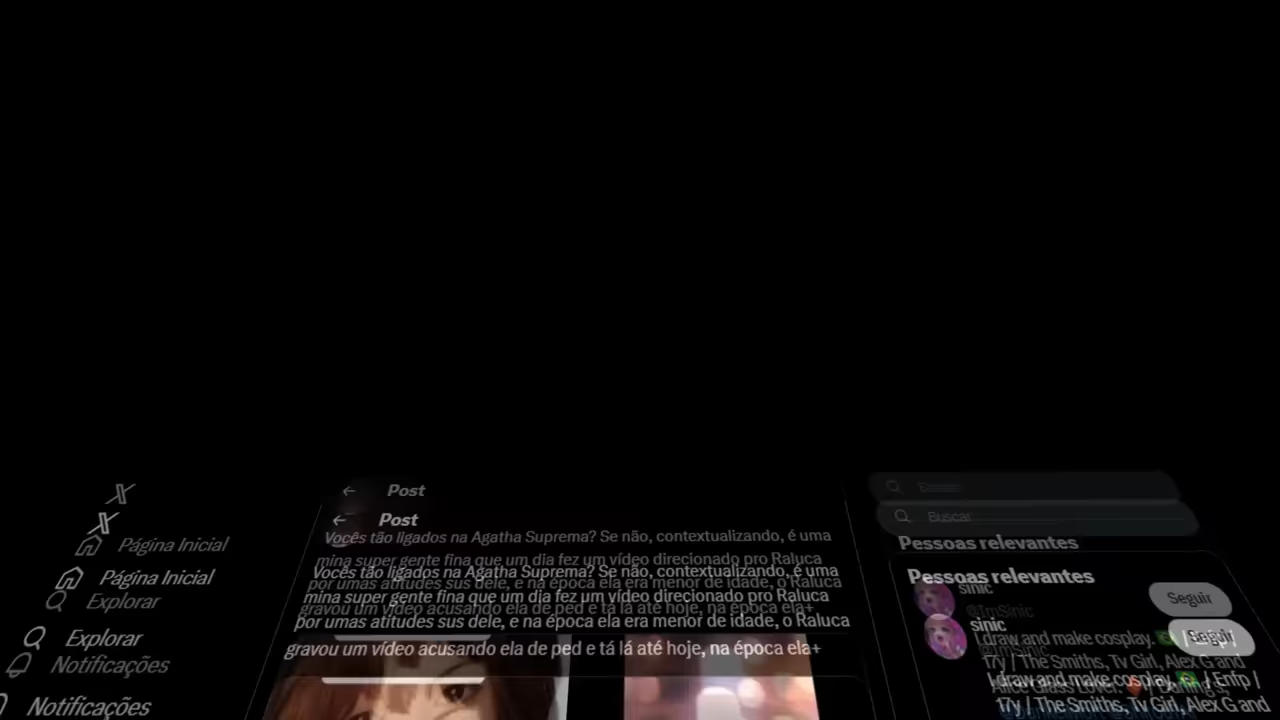 Post
Página Inicial
Explorar
Notificações
Post
Página Inicial
Explorar
Notificações
Vocês tão ligados na Agatha Suprema? Se não, contextualizando, é uma
mina super gente fina que um dia fez um vídeo direcionado pro Raluca
por umas atitudes sus dele, e na época ela era menor de idade, o Raluca
gravou um vídeo acusando ela de ped e tá lá até hoje, na época ela+
Vocês tão ligados na Agatha Suprema? Se não, contextualizando, é uma
mina super gente fina que um dia fez um vídeo direcionado pro Raluca
por umas atitudes sus dele, e na época ela era menor de idade, o Raluca
gravou um vídeo acusando ela de ped e tá lá até hoje, na época ela+
Buscar
Pessoas relevantes
sinic
@ImSinic
Seguir
I draw and make cosplay.
17y / The Smiths, Tv Girl, Alex G and
Pessoas relevantes
sinic
Seguir
I draw and make cosplay. / Enfp /
17y / The Smiths, Tv Girl, Alex G and